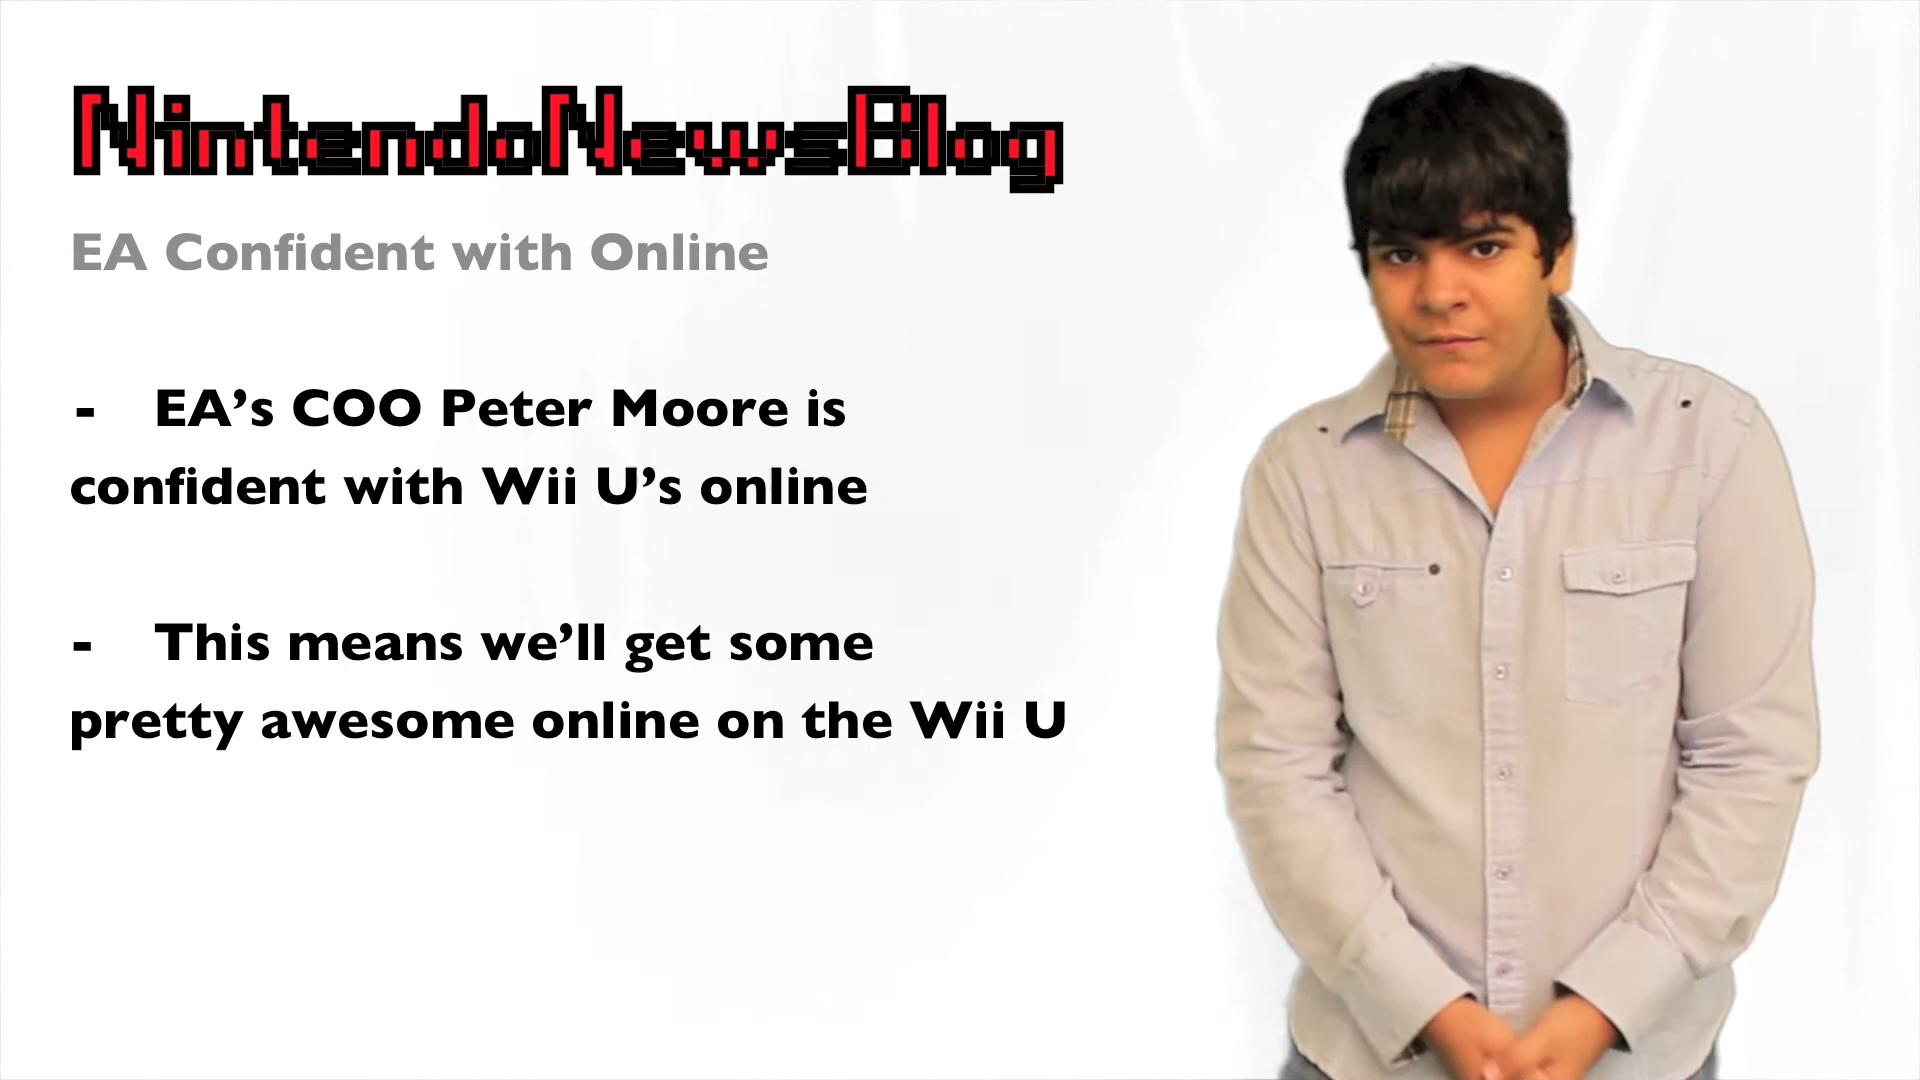 NintendoNewsBlog
EA Confident with Online
- EA’s COO Peter Moore is
confident with Wii U’s online
- This means we’ll get some
pretty awesome online on the Wii U